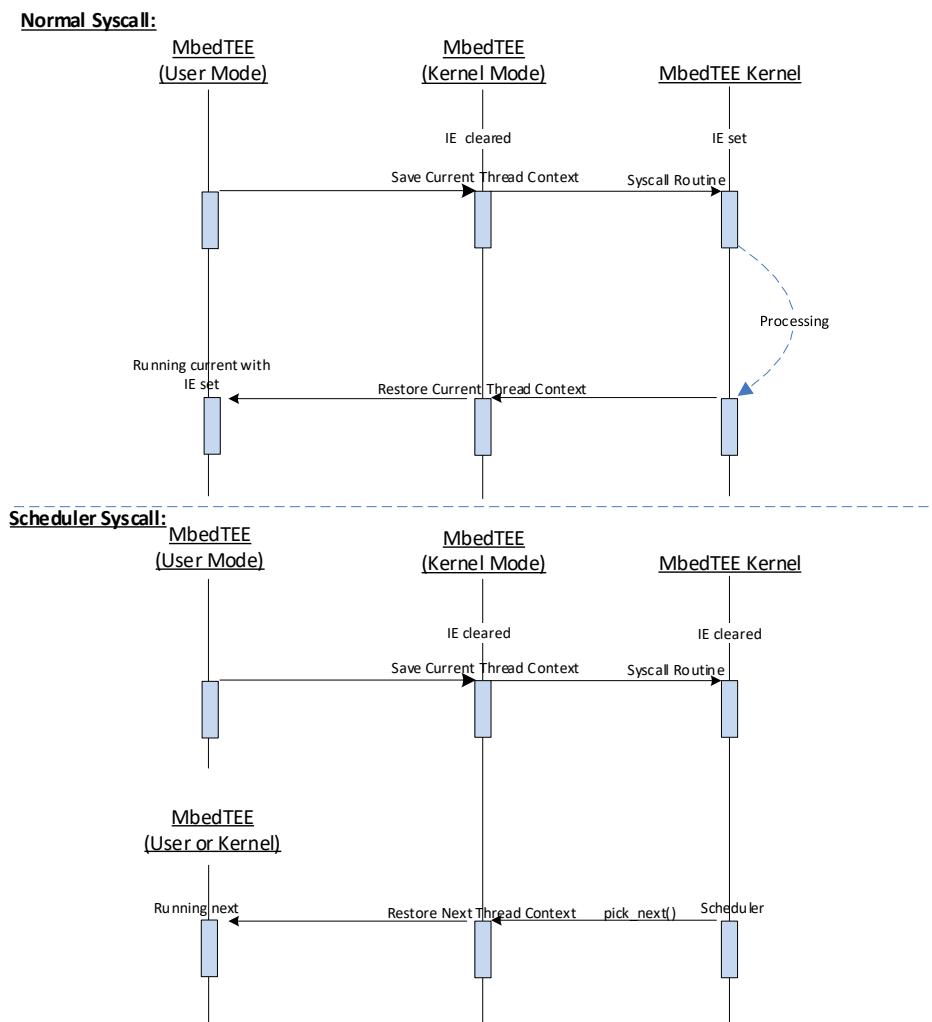 Normal Syscall:
MbedTEE
(User Mode)
MbedTEE
(Kernel Mode)
MbedTEE Kernel
IE cleared
IE set
Save Current Thread Context
Syscall Routine
Processing
Running current with
IE set
Restore Current Thread Context
Scheduler Syscall:
MbedTEE
(User Mode)
MbedTEE
(Kernel Mode)
MbedTEE Kernel
IE cleared
IE cleared
Save Current Thread Context
Syscall Routine
MbedTEE
(User or Kernel)
Running next
Restore Next Thread Context
pick_next()
Scheduler